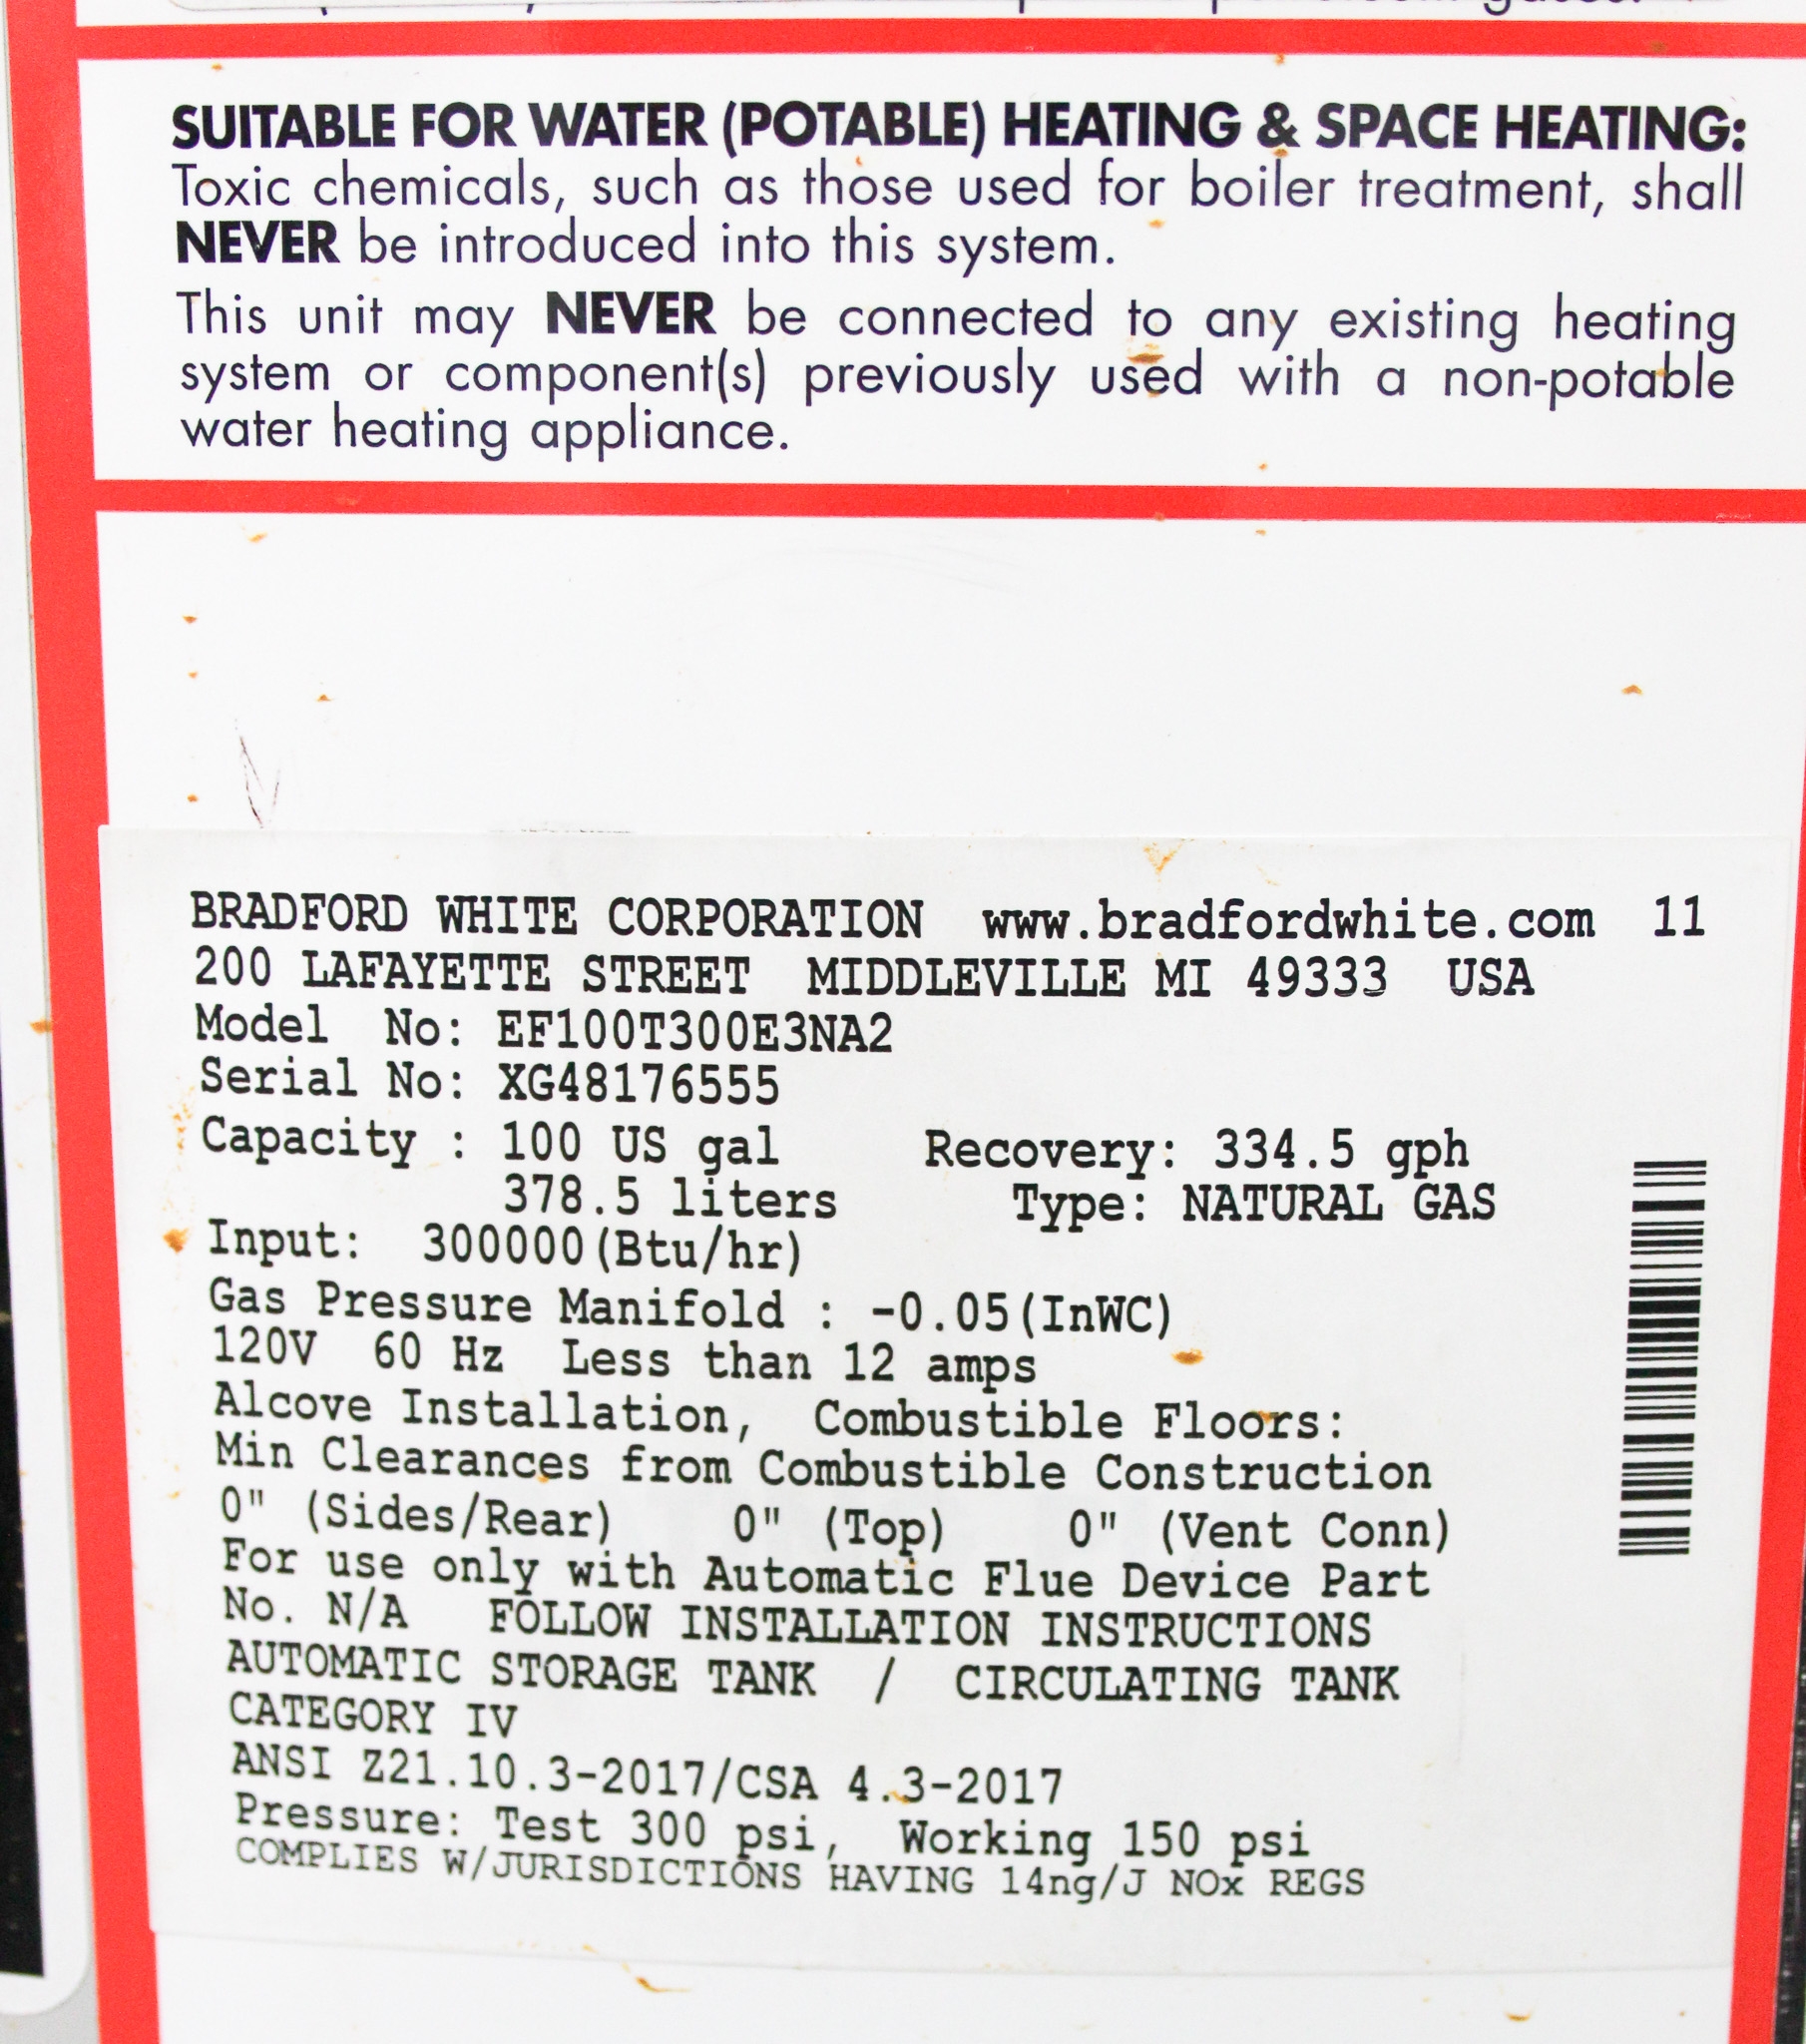 SUITABLE FOR WATER (POTABLE) HEATING & SPACE HEATING:
Toxic chemicals, such as those used for boiler treatment, shall
NEVER be introduced into this system.
This unit may NEVER be connected to any existing heating
system or component(s) previously used with a non-potable
water heating appliance.
BRADFORD WHITE CORPORATION www.bradfordwhite.com 11
200 LAFAYETTE STREET MIDDLEVILLE MI 49333 USA
Model No: EF100T300E3NA2
Serial No: XG48176555
Capacity : 100 US gal Recovery: 334.5 gph
378.5 liters Type: NATURAL GAS
Input: 300000(Btu/hr)
Gas Pressure Manifold : -0.05(InWC)
120V 60 Hz Less than 12 amps
Alcove Installation, Combustible Floors:
Min Clearances from Combustible Construction
0" (Sides/Rear) 0" (Top) 0" (Vent Conn)
For use only with Automatic Flue Device Part
No. N/A FOLLOW INSTALLATION INSTRUCTIONS
AUTOMATIC STORAGE TANK / CIRCULATING TANK
CATEGORY IV
ANSI Z21.10.3-2017/CSA 4.3-2017
Pressure: Test 300 psi, Working 150 psi
COMPLIES W/JURISDICTIONS HAVING 14ng/J NOx REGS